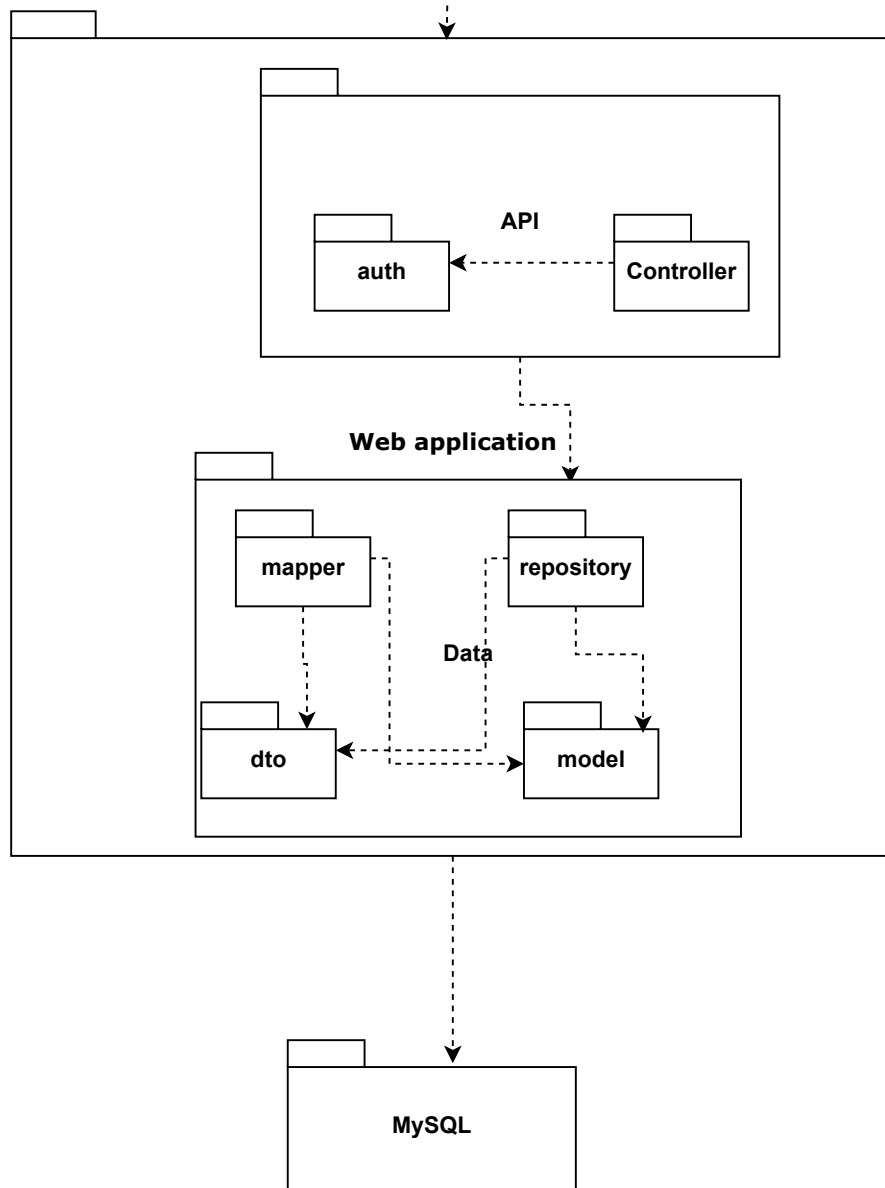 API
auth
Controller
Web application
mapper
repository
Data
dto
model
MySQL